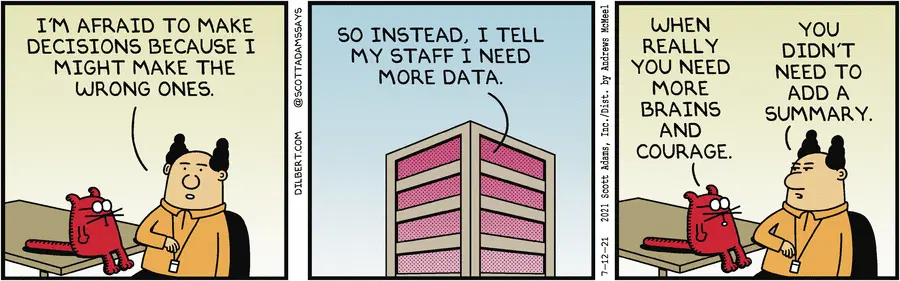 I'M AFRAID TO MAKE
DECISIONS BECAUSE I
MIGHT MAKE THE
WRONG ONES.
DILBERT.COM @SCOTTADAMSSAYS
SO INSTEAD, I TELL
MY STAFF I NEED
MORE DATA.
7-12-21 2021 Scott Adams, Inc./Dist. by Andrews McMeel
WHEN
REALLY
YOU NEED
MORE
BRAINS
AND
COURAGE.
YOU
DIDN'T
NEED TO
ADD A
SUMMARY.